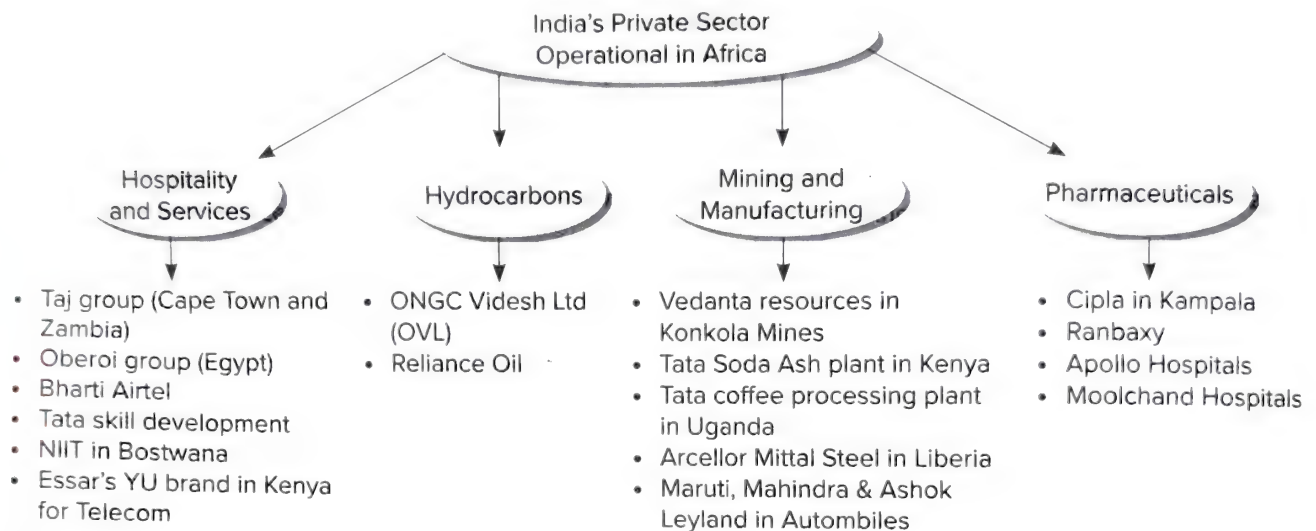 India's Private Sector
Operational in Africa
Hospitality
and Services
Hydrocarbons
Mining and
Manufacturing
Pharmaceuticals
• Taj group (Cape Town and
Zambia)
• Oberoi group (Egypt)
• Bharti Airtel
• Tata skill development
• NIIT in Bostwana
• Essar's YU brand in Kenya
for Telecom
• ONGC Videsh Ltd
(OVL)
• Reliance Oil
• Vedanta resources in
Konkola Mines
• Tata Soda Ash plant in Kenya
• Tata coffee processing plant
in Uganda
• Arcellor Mittal Steel in Liberia
• Maruti, Mahindra & Ashok
Leyland in Autombiles
• Cipla in Kampala
• Ranbaxy
• Apollo Hospitals
• Moolchand Hospitals